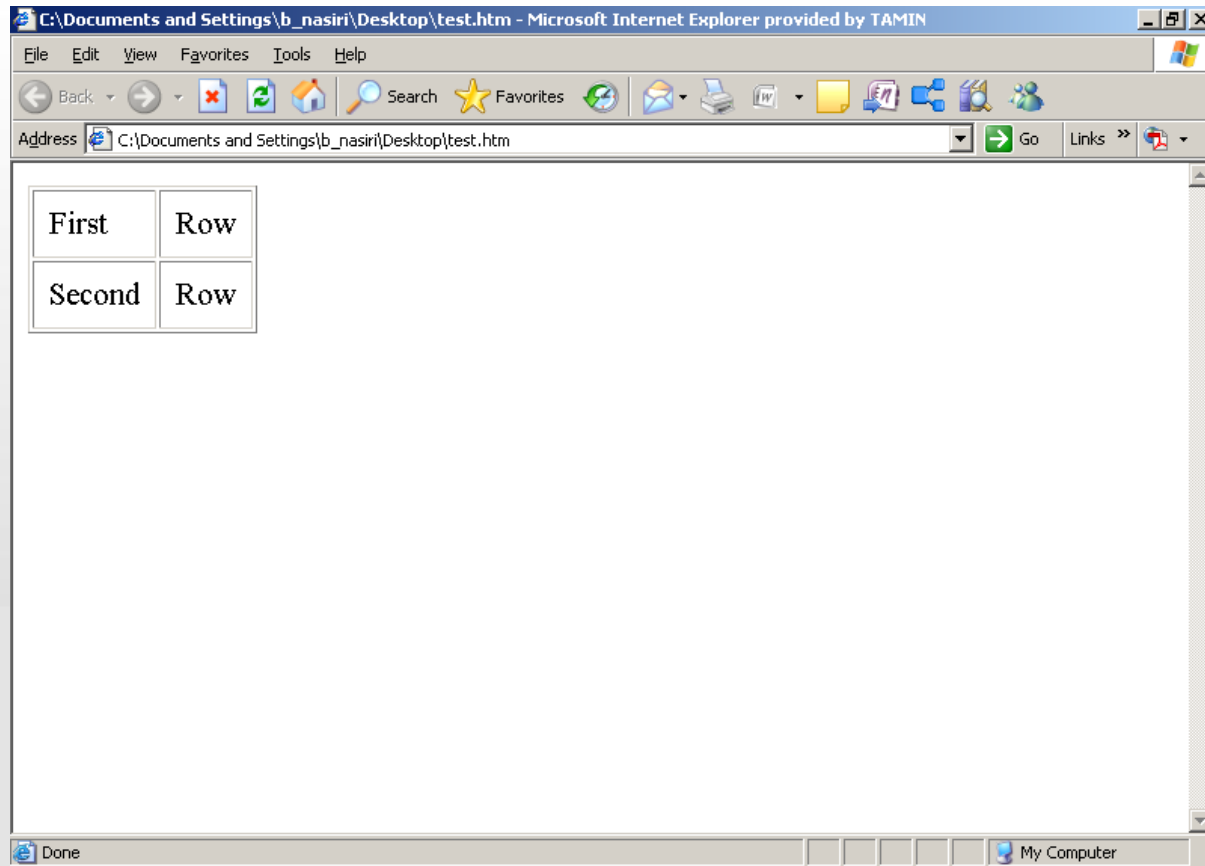 C:\Documents and Settings\b_nasiri\Desktop\test.htm - Microsoft Internet Explorer provided by TAMIN
File Edit View Favorites Tools Help
Back Search Favorites
Address C:\Documents and Settings\b_nasiri\Desktop\test.htm Go Links »
First Row
Second Row
Done My Computer